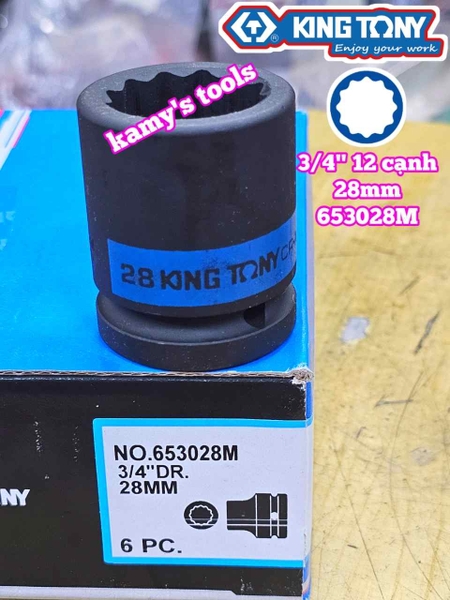 KING TONY
Enjoy your work
kamy's tools
3/4" 12 cạnh
28mm
653028M
28 KING TONY CR-
NO.653028M
3/4"DR.
28MM
6 PC.
NY